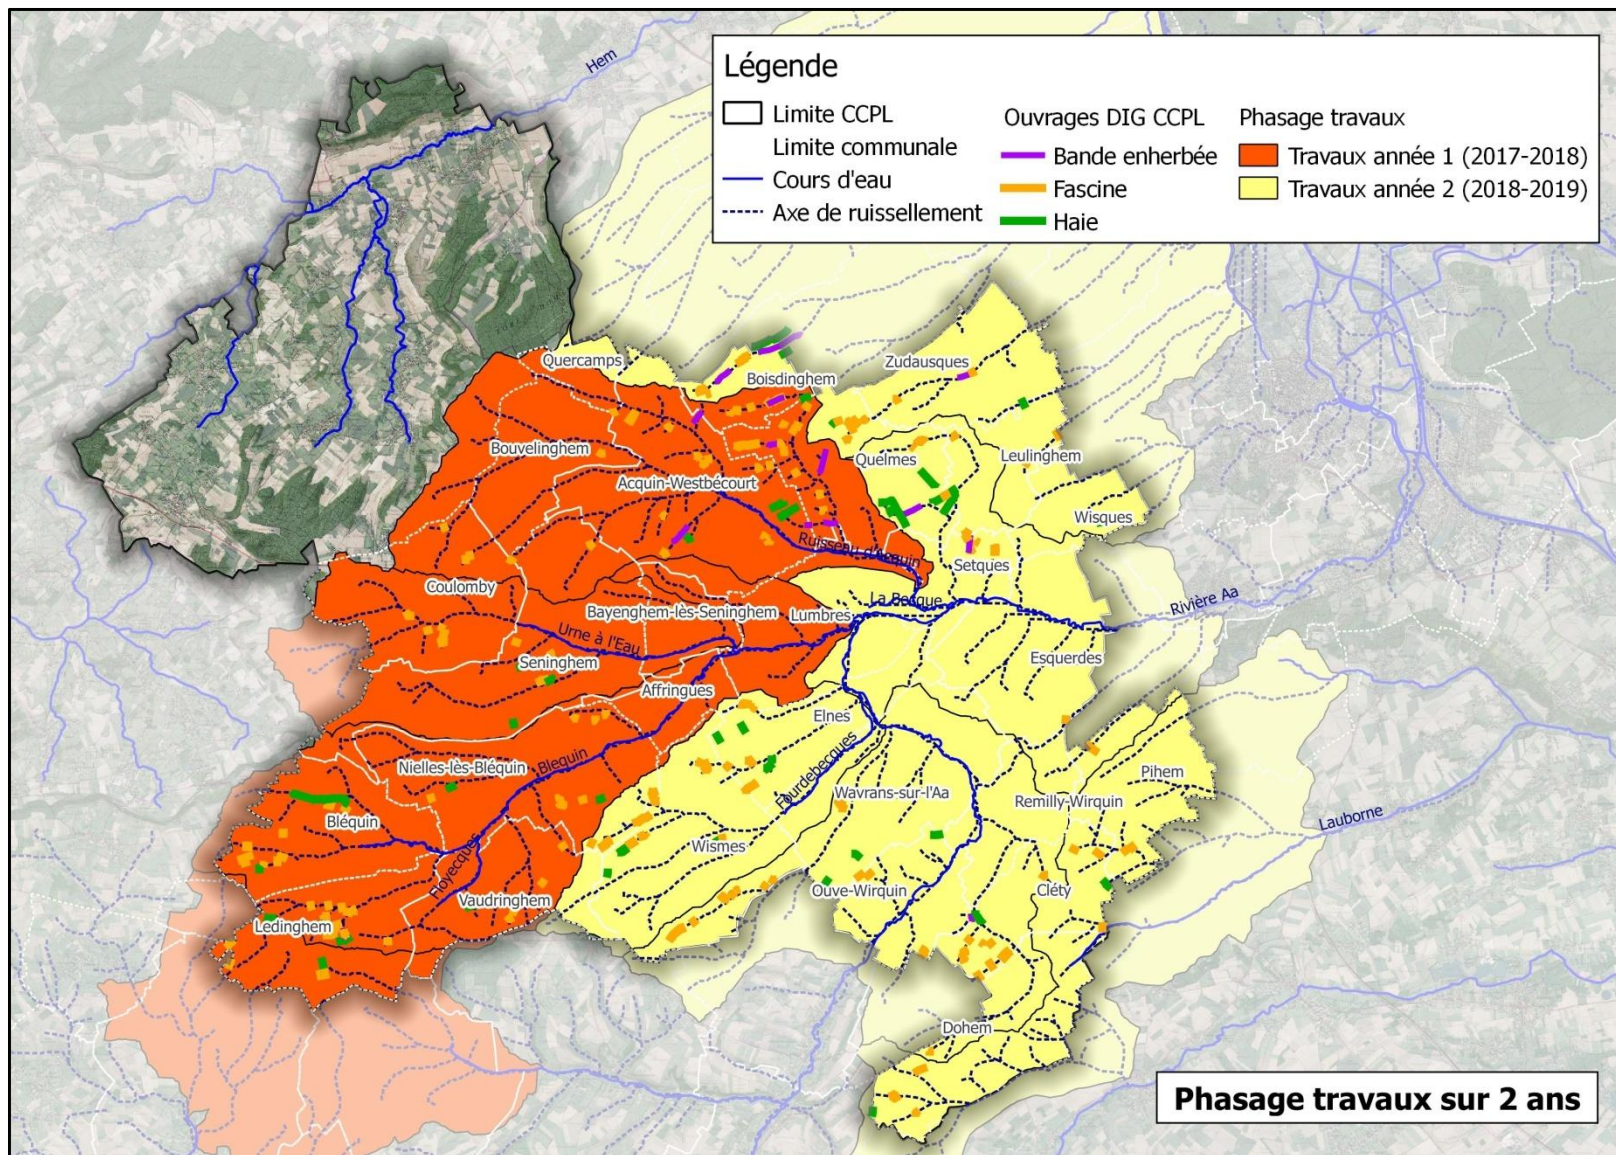 Hem
Légende
Limite CCPL
Limite communale
Cours d'eau
Axe de ruissellement
Ouvrages DIG CCPL
Bande enherbée
Fascine
Haie
Phasage travaux
Travaux année 1 (2017-2018)
Travaux année 2 (2018-2019)
Quercamps
Boisdinghem
Zudausques
Bouvelinghem
Quelmes
Leulinghem
Acquin-Westbécourt
Wisques
Ruisseau d'Acquin
Setques
Coulomby
La Becque
Bayenghem-lès-Seninghem
Lumbres
Rivière Aa
Urne à l'Eau
Seninghem
Esquerdes
Affringues
Elnes
Nielles-lès-Bléquin
Blequin
Fourdebecques
Pihem
Wavrans-sur-l'Aa
Remilly-Wirquin
Lauborne
Bléquin
Wismes
Floyecques
Vaudringhem
Ouve-Wirquin
Cléty
Ledinghem
Dohem
Phasage travaux sur 2 ans